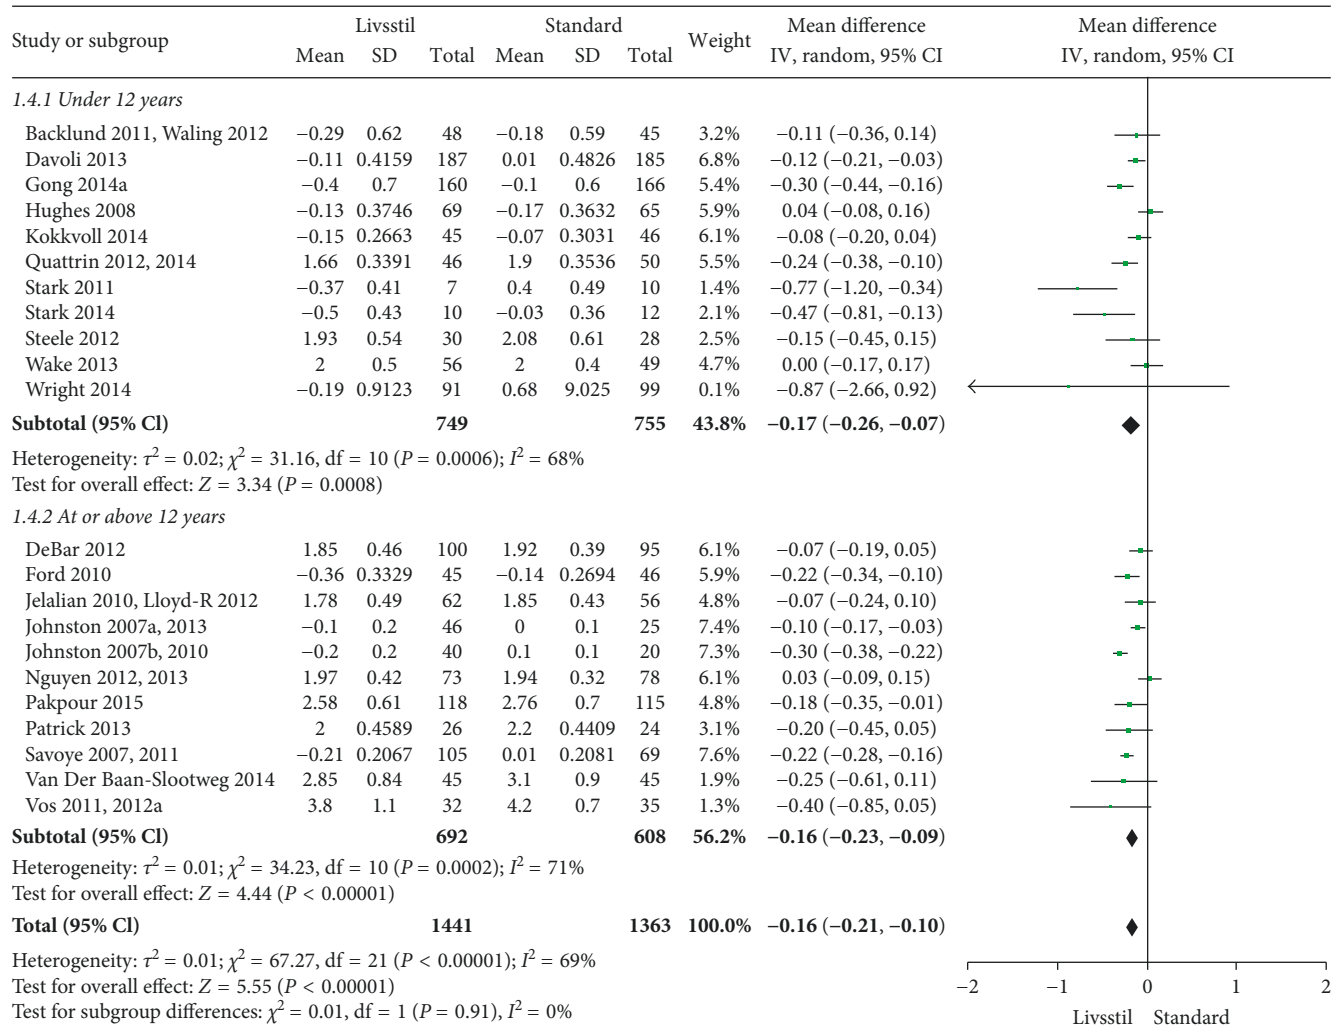 Study or subgroup Livsstil Standard Weight Mean difference Mean difference
Mean SD Total Mean SD Total IV, random, 95% CI IV, random, 95% CI
1.4.1 Under 12 years
Backlund 2011, Waling 2012 −0.29 0.62 48 −0.18 0.59 45 3.2% −0.11 (−0.36, 0.14)
Davoli 2013 −0.11 0.4159 187 0.01 0.4826 185 6.8% −0.12 (−0.21, −0.03)
Gong 2014a −0.4 0.7 160 −0.1 0.6 166 5.4% −0.30 (−0.44, −0.16)
Hughes 2008 −0.13 0.3746 69 −0.17 0.3632 65 5.9% 0.04 (−0.08, 0.16)
Kokkvoll 2014 −0.15 0.2663 45 −0.07 0.3031 46 6.1% −0.08 (−0.20, 0.04)
Quattrin 2012, 2014 1.66 0.3391 46 1.9 0.3536 50 5.5% −0.24 (−0.38, −0.10)
Stark 2011 −0.37 0.41 7 0.4 0.49 10 1.4% −0.77 (−1.20, −0.34)
Stark 2014 −0.5 0.43 10 −0.03 0.36 12 2.1% −0.47 (−0.81, −0.13)
Steele 2012 1.93 0.54 30 2.08 0.61 28 2.5% −0.15 (−0.45, 0.15)
Wake 2013 2 0.5 56 2 0.4 49 4.7% 0.00 (−0.17, 0.17)
Wright 2014 −0.19 0.9123 91 0.68 9.025 99 0.1% −0.87 (−2.66, 0.92)
Subtotal (95% Cl) 749 755 43.8% −0.17 (−0.26, −0.07)
Heterogeneity: τ² = 0.02; χ² = 31.16, df = 10 (P = 0.0006); I² = 68%
Test for overall effect: Z = 3.34 (P = 0.0008)
1.4.2 At or above 12 years
DeBar 2012 1.85 0.46 100 1.92 0.39 95 6.1% −0.07 (−0.19, 0.05)
Ford 2010 −0.36 0.3329 45 −0.14 0.2694 46 5.9% −0.22 (−0.34, −0.10)
Jelalian 2010, Lloyd-R 2012 1.78 0.49 62 1.85 0.43 56 4.8% −0.07 (−0.24, 0.10)
Johnston 2007a, 2013 −0.1 0.2 46 0 0.1 25 7.4% −0.10 (−0.17, −0.03)
Johnston 2007b, 2010 −0.2 0.2 40 0.1 0.1 20 7.3% −0.30 (−0.38, −0.22)
Nguyen 2012, 2013 1.97 0.42 73 1.94 0.32 78 6.1% 0.03 (−0.09, 0.15)
Pakpour 2015 2.58 0.61 118 2.76 0.7 115 4.8% −0.18 (−0.35, −0.01)
Patrick 2013 2 0.4589 26 2.2 0.4409 24 3.1% −0.20 (−0.45, 0.05)
Savoye 2007, 2011 −0.21 0.2067 105 0.01 0.2081 69 7.6% −0.22 (−0.28, −0.16)
Van Der Baan-Slootweg 2014 2.85 0.84 45 3.1 0.9 45 1.9% −0.25 (−0.61, 0.11)
Vos 2011, 2012a 3.8 1.1 32 4.2 0.7 35 1.3% −0.40 (−0.85, 0.05)
Subtotal (95% Cl) 692 608 56.2% −0.16 (−0.23, −0.09)
Heterogeneity: τ² = 0.01; χ² = 34.23, df = 10 (P = 0.0002); I² = 71%
Test for overall effect: Z = 4.44 (P < 0.00001)
Total (95% Cl) 1441 1363 100.0% −0.16 (−0.21, −0.10)
Heterogeneity: τ² = 0.01; χ² = 67.27, df = 21 (P < 0.00001); I² = 69%
Test for overall effect: Z = 5.55 (P < 0.00001)
Test for subgroup differences: χ² = 0.01, df = 1 (P = 0.91), I² = 0%
−2 −1 0 1 2
Livsstil Standard